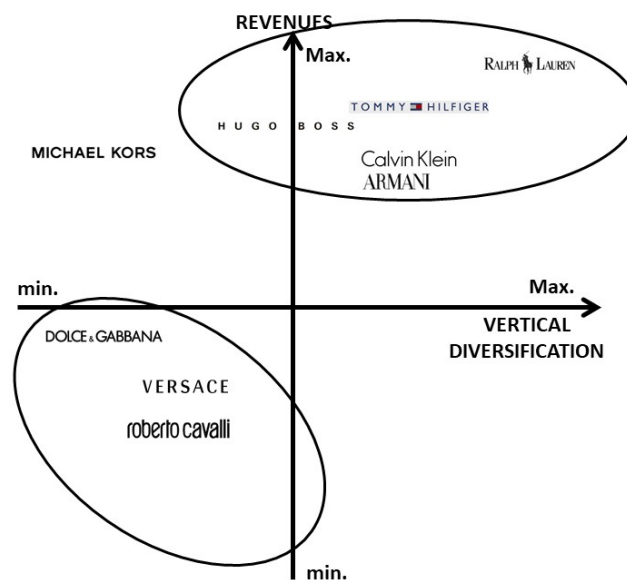 REVENUES
Max.
RALPH LAUREN
TOMMY HILFIGER
HUGO BOSS
MICHAEL KORS
Calvin Klein
ARMANI
min.
Max.
VERTICAL
DIVERSIFICATION
DOLCE & GABBANA
VERSACE
roberto cavalli
min.